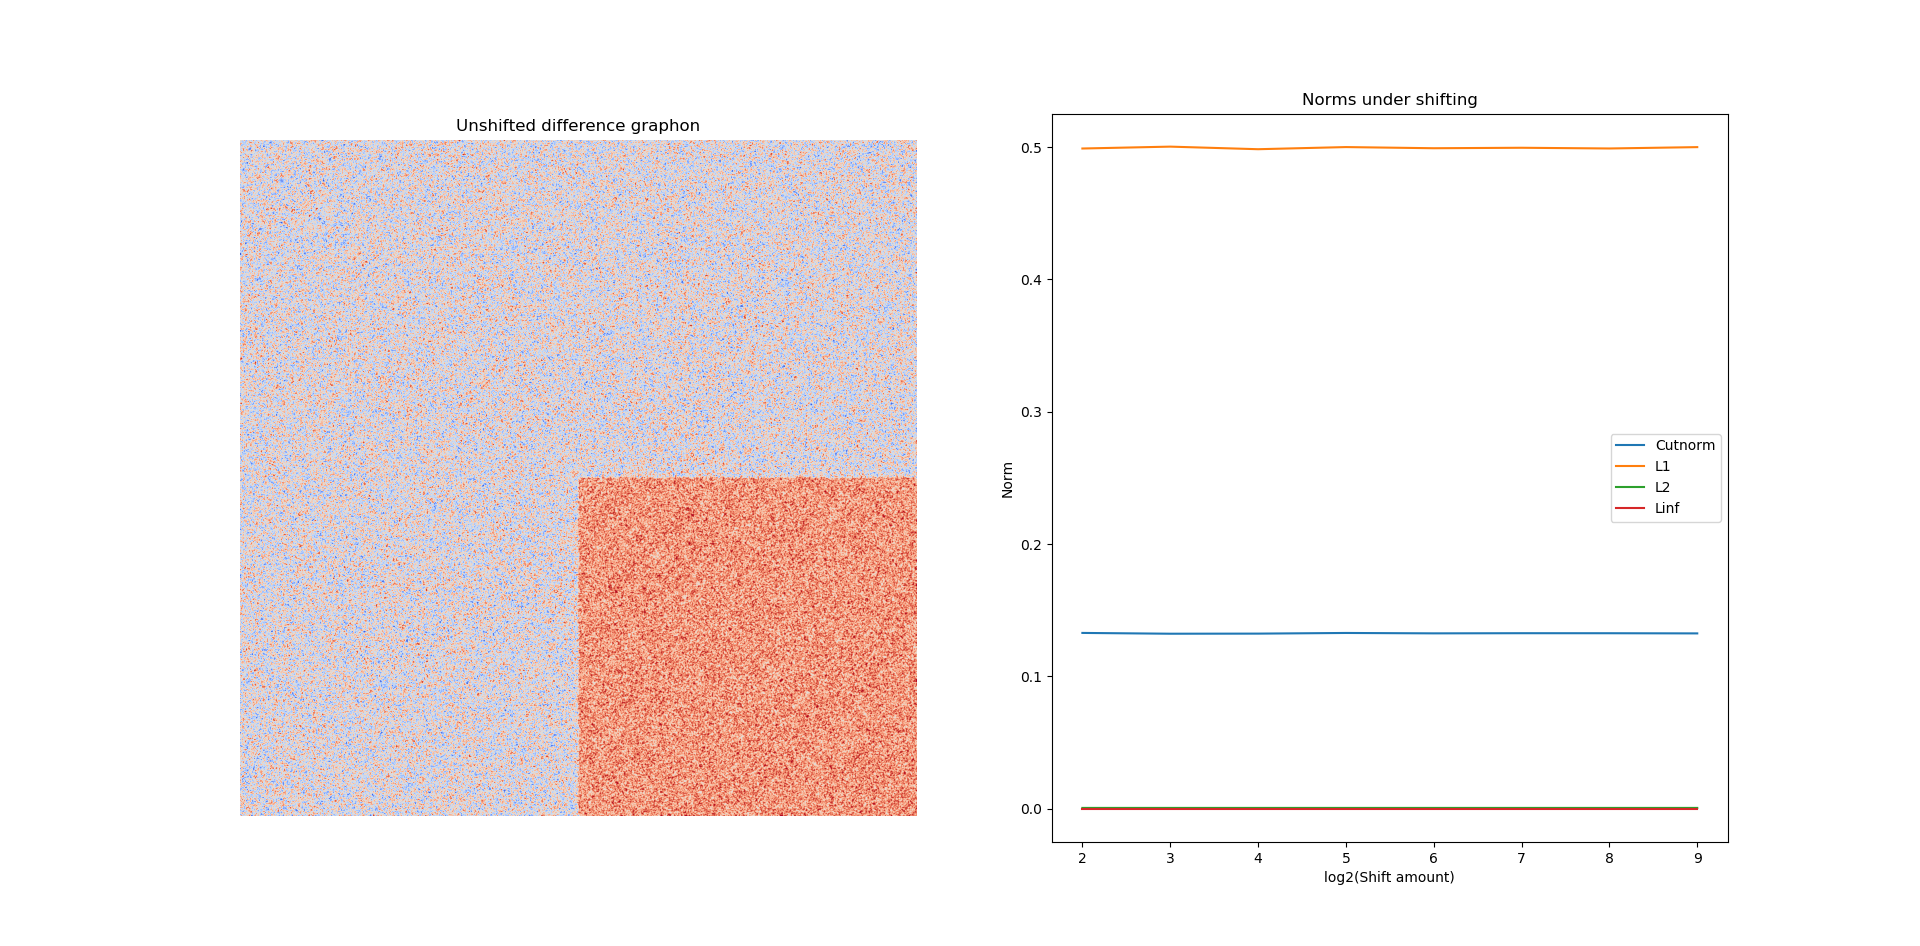 Unshifted difference graphon
Norms under shifting
Norm
0.5
0.4
0.3
0.2
0.1
0.0
Cutnorm
L1
L2
Linf
2 3 4 5 6 7 8 9
log2(Shift amount)